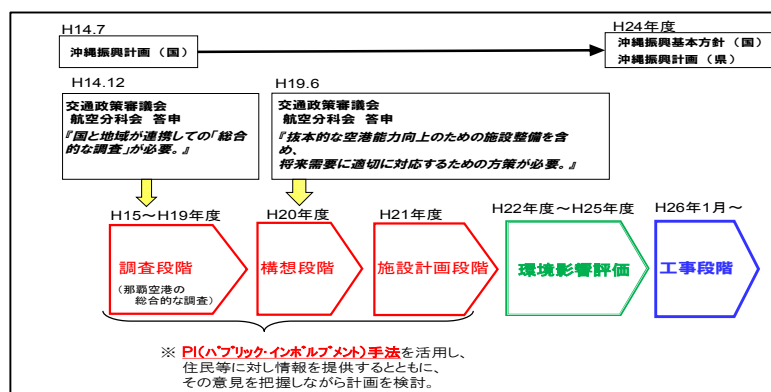 H14.7
沖縄振興計画（国）
H24年度
沖縄振興基本方針（国）
沖縄振興計画（県）
H14.12
交通政策審議会
航空分科会 答申
『国と地域が連携しての「総合
的な調査」が必要。』
H19.6
交通政策審議会
航空分科会 答申
『抜本的な空港能力向上のための施設整備を含
め、
将来需要に適切に対応するための方策が必要。』
H15～H19年度
調査段階
（那覇空港の
総合的な調査）
H20年度
構想段階
H21年度
施設計画段階
H22年度～H25年度
環境影響評価
H26年1月～
工事段階
※ PI(パブリック・インボルブメント)手法を活用し、
住民等に対し情報を提供するとともに、
その意見を把握しながら計画を検討。